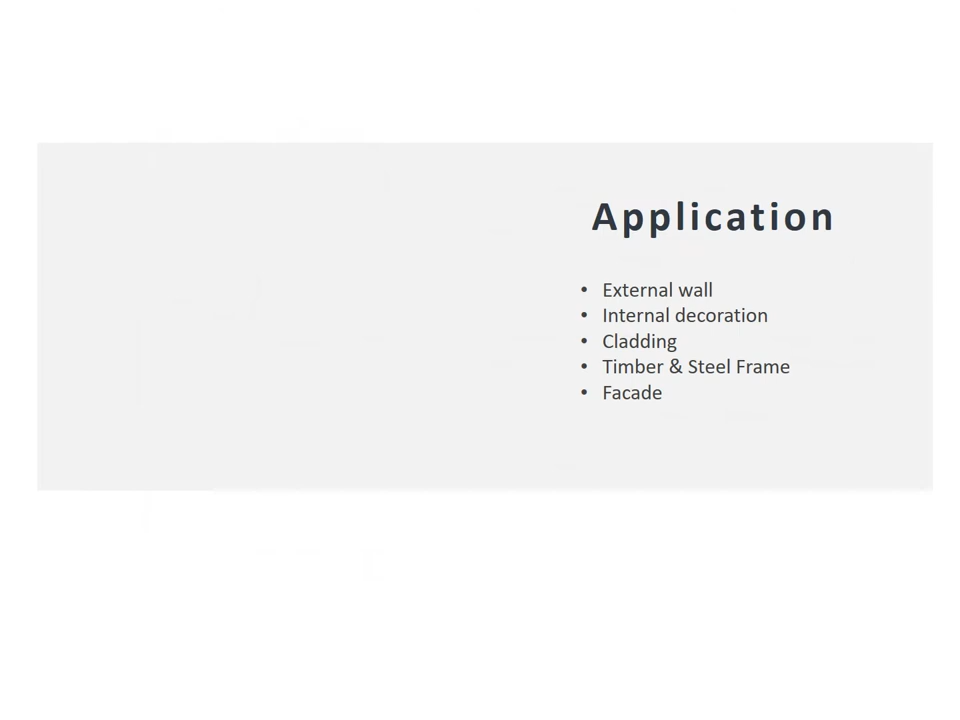 Application
• External wall
• Internal decoration
• Cladding
• Timber & Steel Frame
• Facade